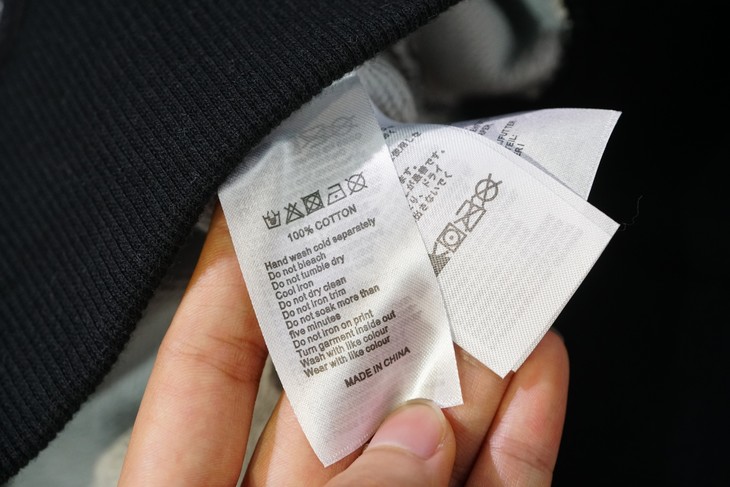 100% COTTON
Hand wash cold separately
Do not bleach
Do not tumble dry
Cool iron
Do not dry clean
Do not iron trim
Do not soak more than
five minutes
Do not iron on print
Turn garment inside out
Wash with like colour
Wear with like colour
MADE IN CHINA